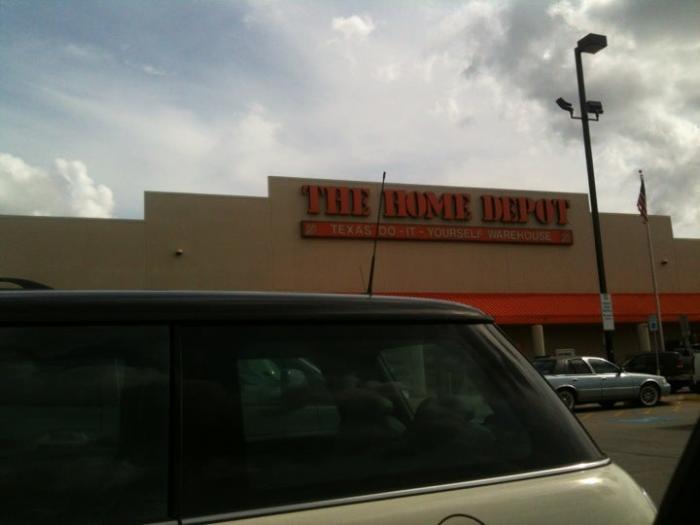 THE HOME DEPOT
TEXAS DO-IT-YOURSELF WAREHOUSE